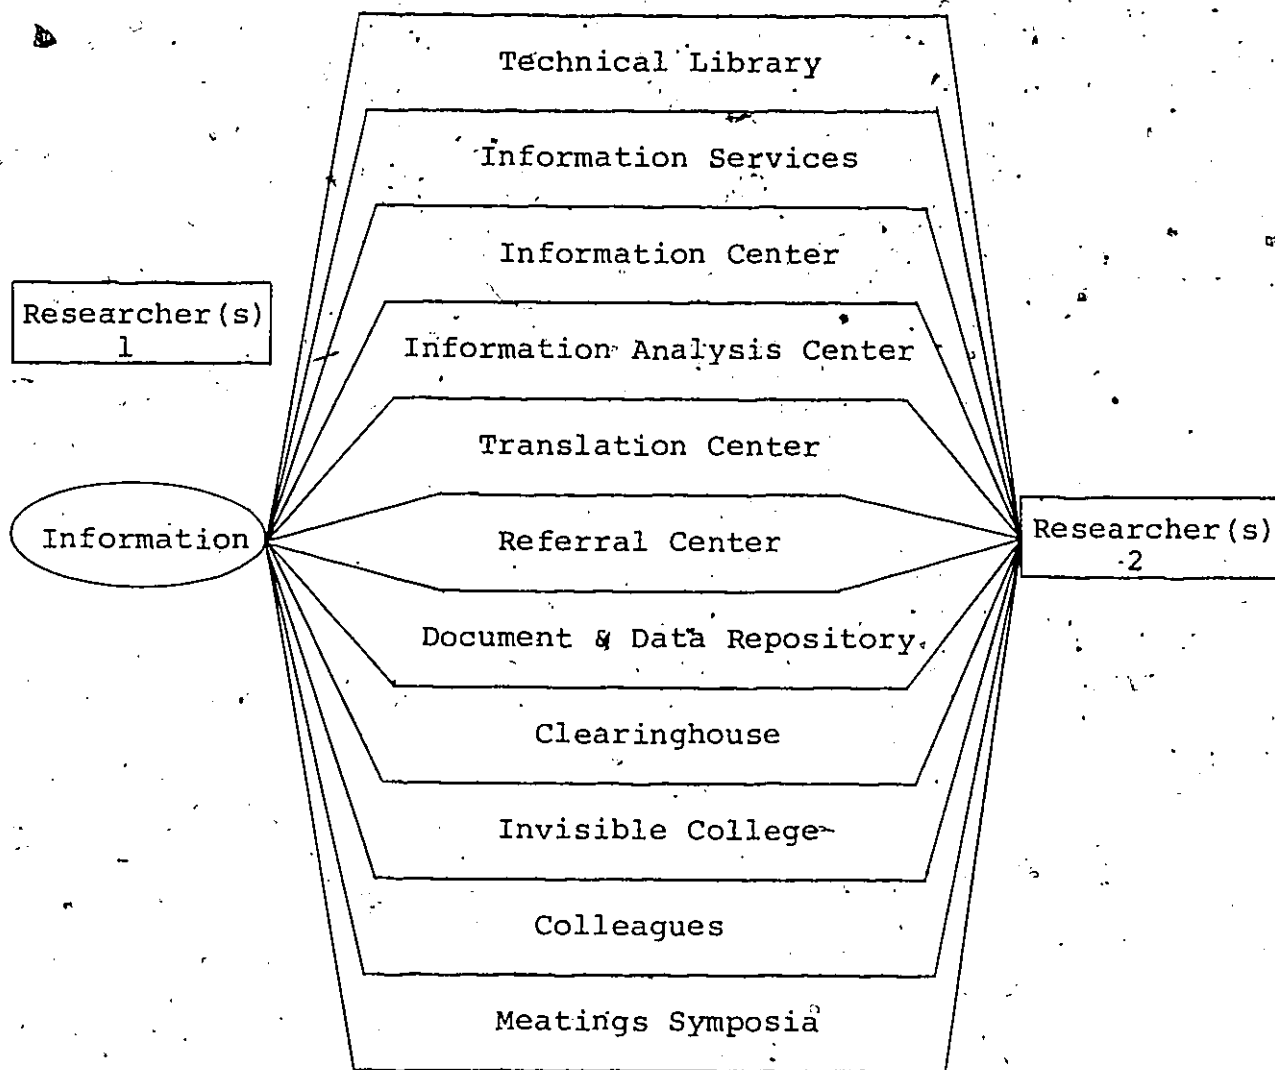 Technical Library
Information Services
Information Center
Researcher(s)
1
Information Analysis Center
Translation Center
Information
Referral Center
Researcher(s)
2
Document & Data Repository
Clearinghouse
Invisible College
Colleagues
Meatings Symposia